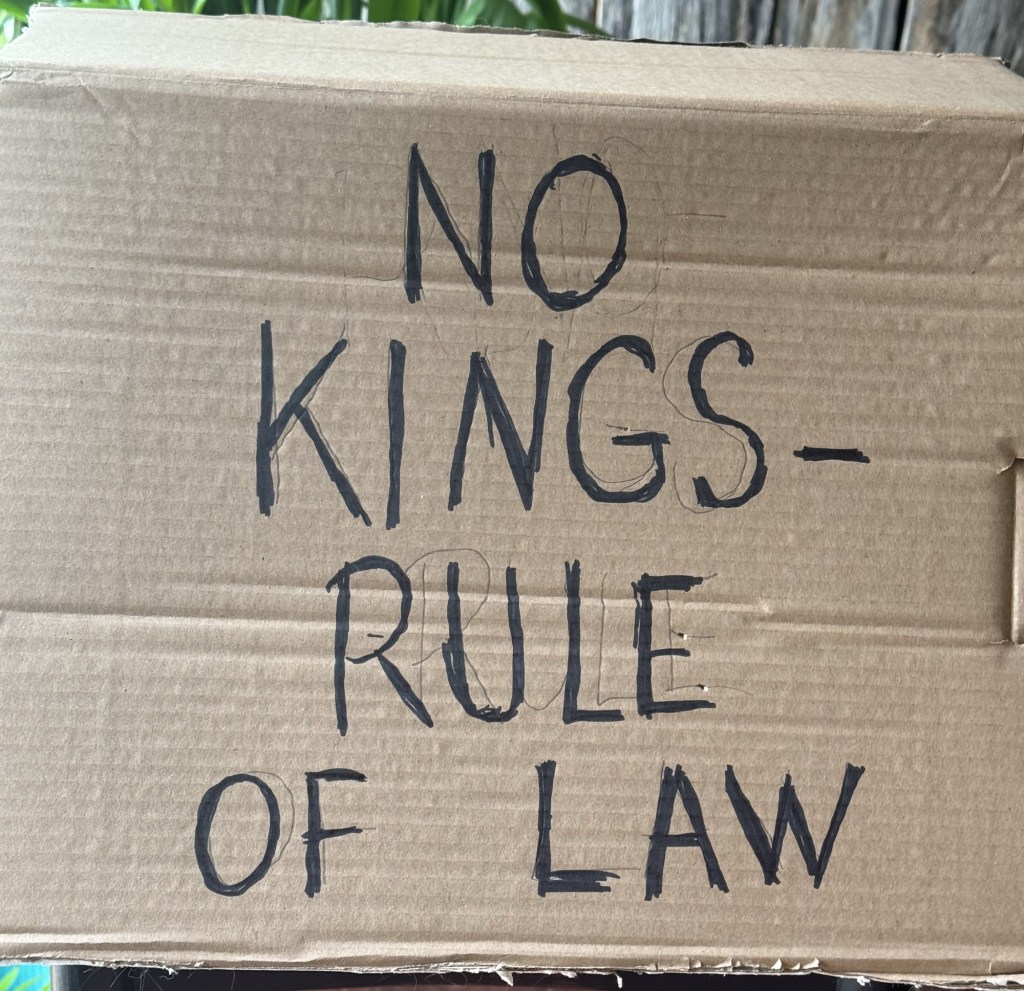 NO
KINGS-
RULE
OF LAW